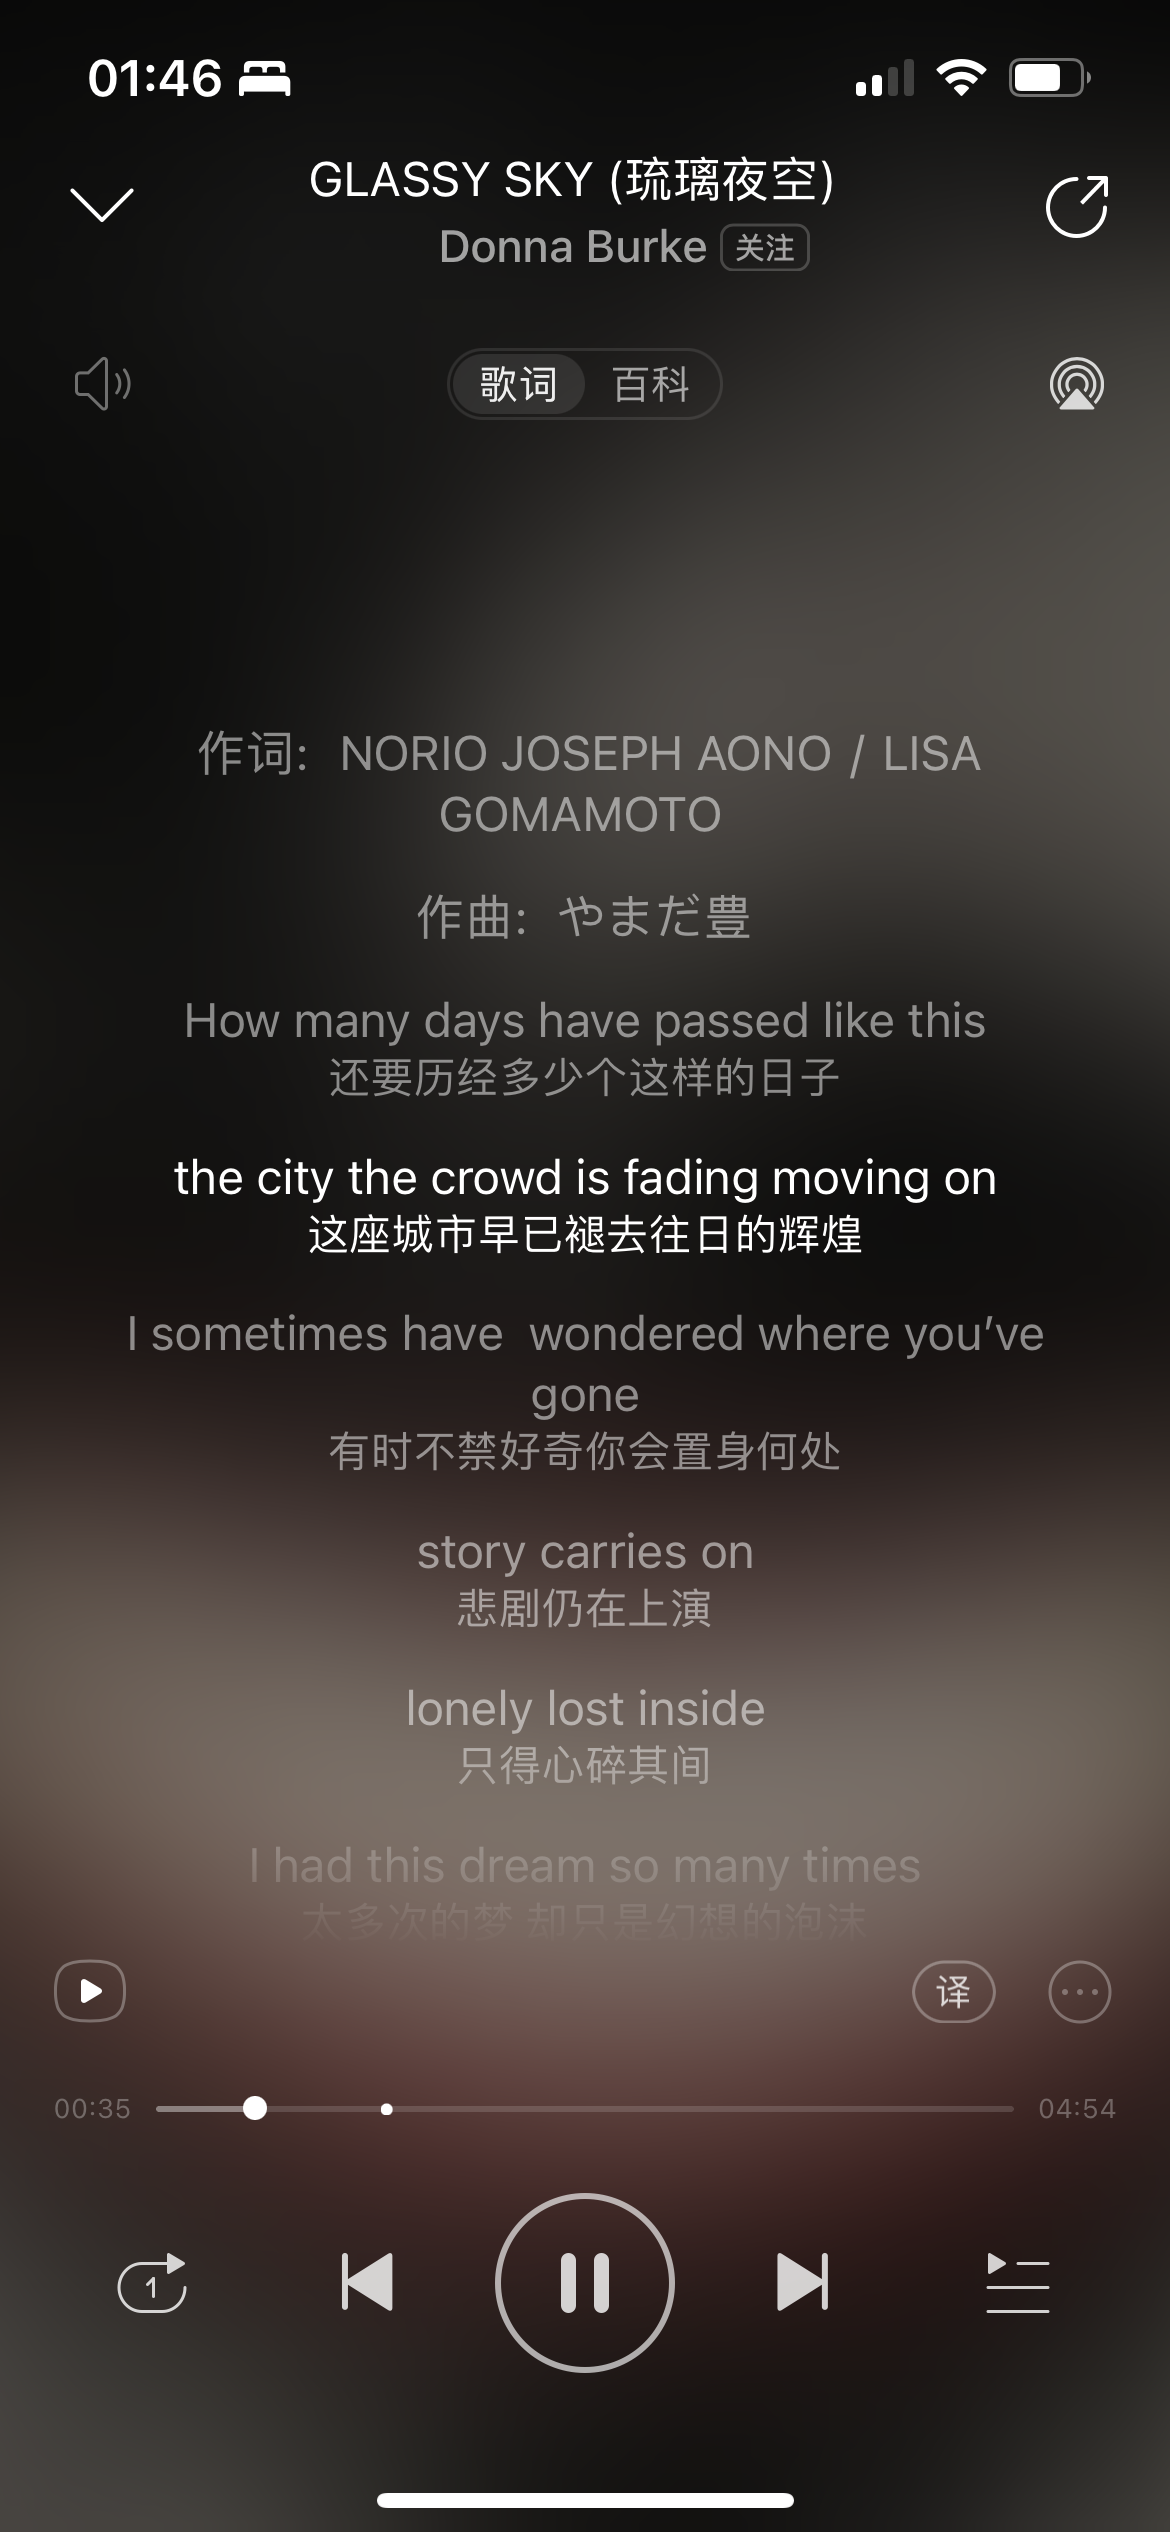 01:46
GLASSY SKY (琉璃夜空)
Donna Burke 关注
歌词 百科
作词: NORIO JOSEPH AONO / LISA
GOMAMOTO
作曲: やまだ豊
How many days have passed like this
还要历经多少个这样的日子
the city the crowd is fading moving on
这座城市早已褪去往日的辉煌
I sometimes have  wondered where you’ve
gone
有时不禁好奇你会置身何处
story carries on
悲剧仍在上演
lonely lost inside
只得心碎其间
I had this dream so many times
太多次的梦 却只是幻想的泡沫
译
00:35 04:54
1